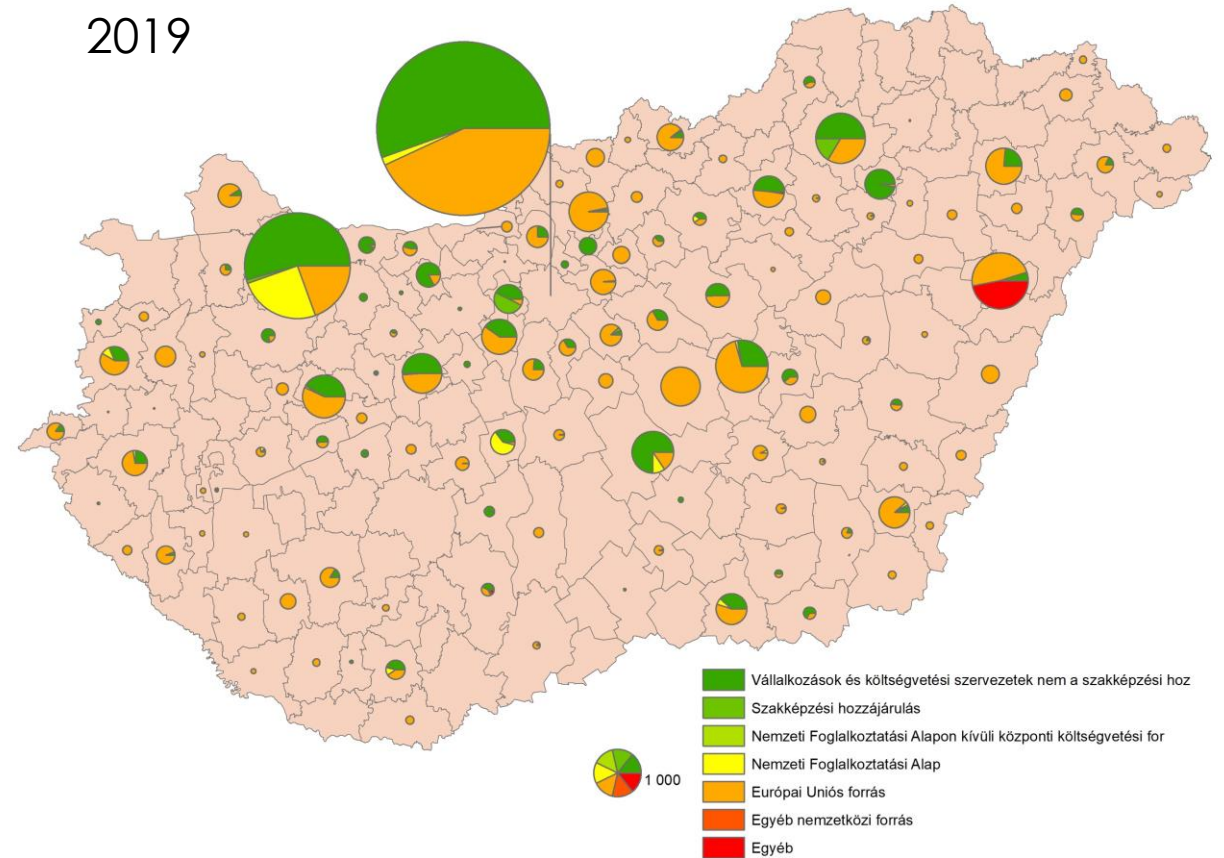 2019
Vállalkozások és költségvetési szervezetek nem a szakképzési hoz
Szakképzési hozzájárulás
Nemzeti Foglalkoztatási Alapon kívüli központi költségvetési for
Nemzeti Foglalkoztatási Alap
1 000
Európai Uniós forrás
Egyéb nemzetközi forrás
Egyéb